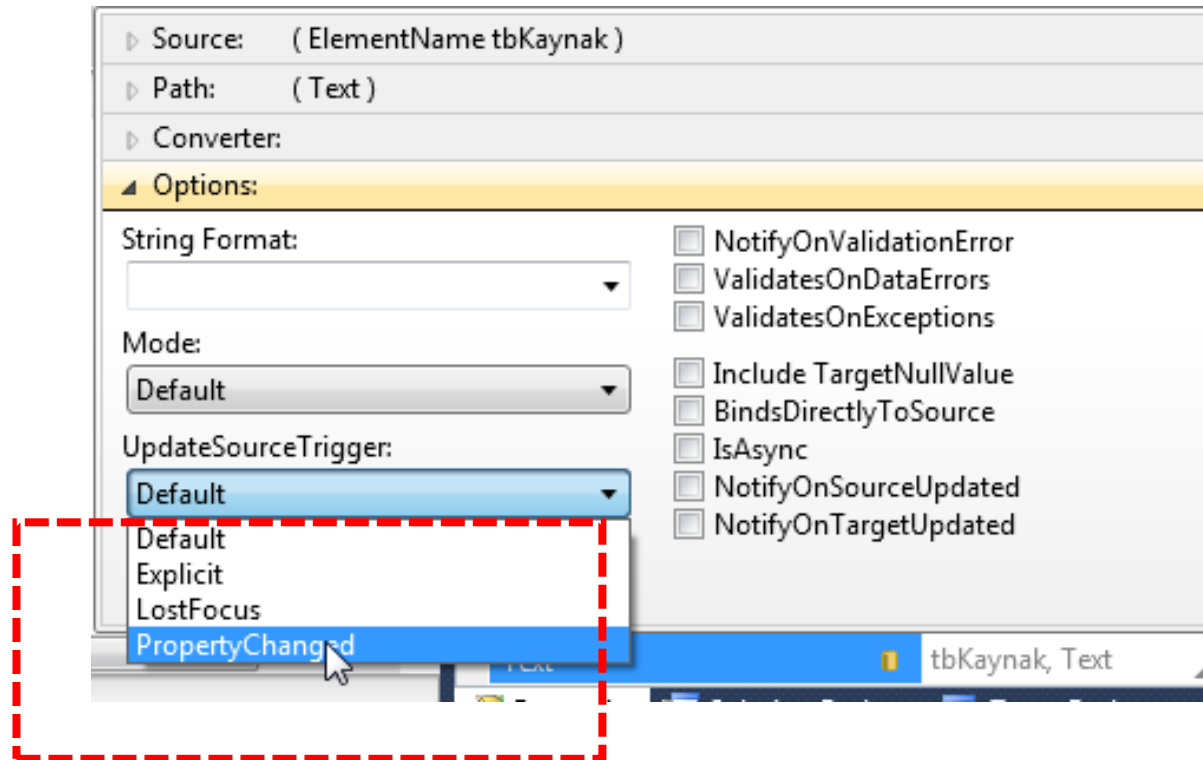 Source: ( ElementName tbKaynak )
Path: ( Text )
Converter:
Options:
String Format:
Mode:
Default
UpdateSourceTrigger:
Default
Default
Explicit
LostFocus
PropertyChanged
NotifyOnValidationError
ValidatesOnDataErrors
ValidatesOnExceptions
Include TargetNullValue
BindsDirectlyToSource
IsAsync
NotifyOnSourceUpdated
NotifyOnTargetUpdated
Text tbKaynak, Text